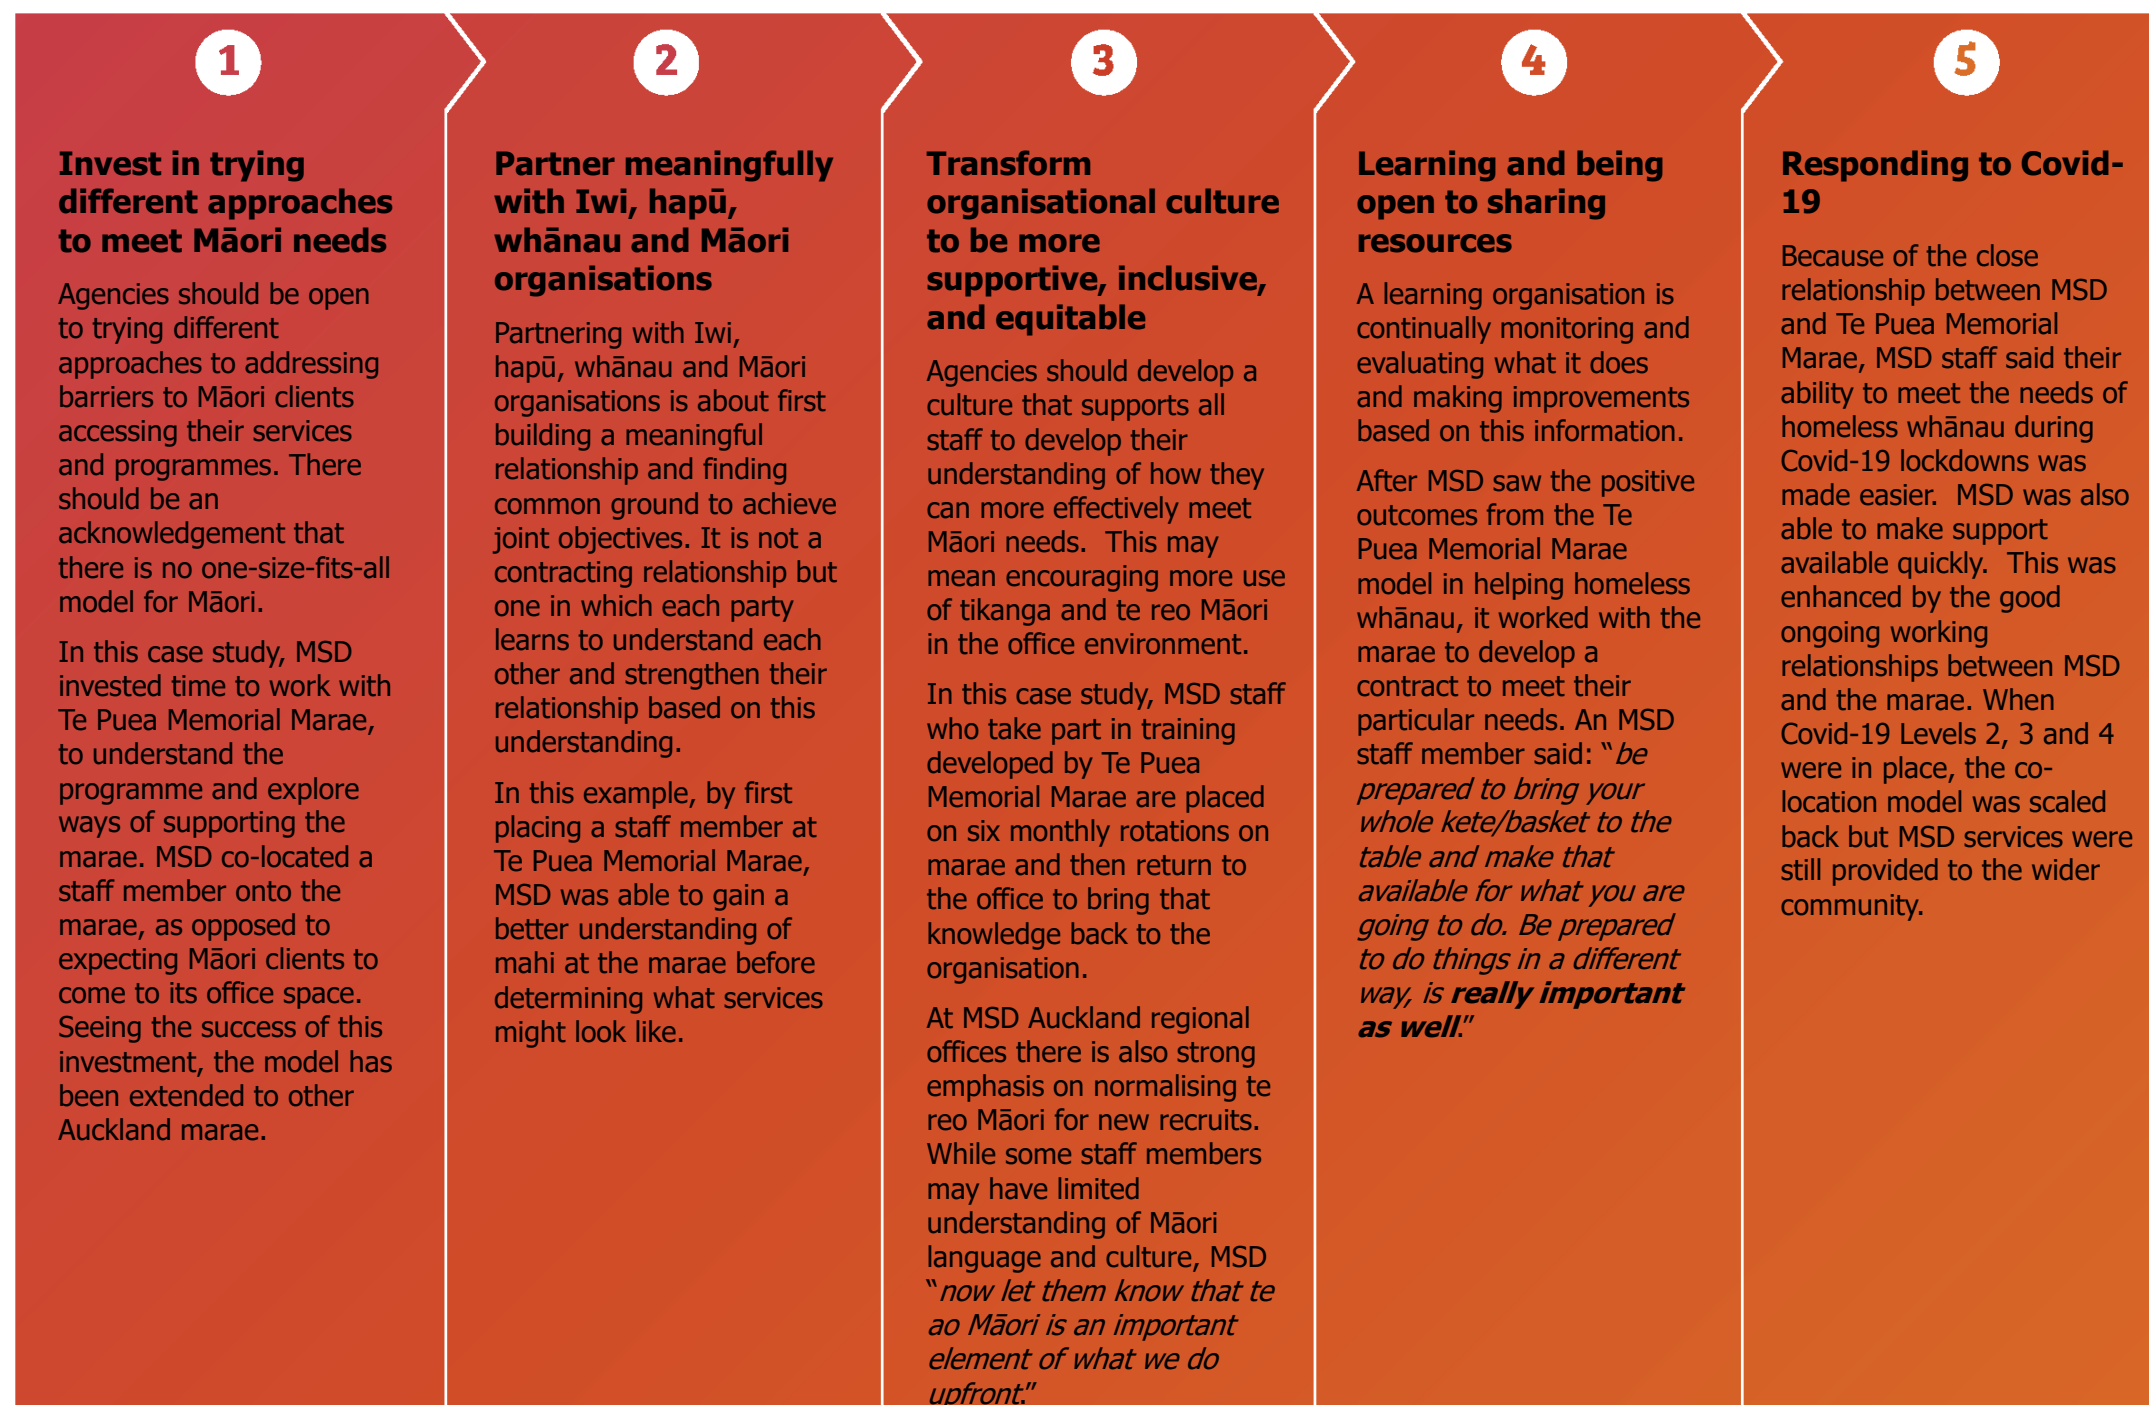 1
Invest in trying
different approaches
to meet Māori needs
Agencies should be open
to trying different
approaches to addressing
barriers to Māori clients
accessing their services
and programmes. There
should be an
acknowledgement that
there is no one-size-fits-all
model for Māori.
In this case study, MSD
invested time to work with
Te Puea Memorial Marae,
to understand the
programme and explore
ways of supporting the
marae. MSD co-located a
staff member onto the
marae, as opposed to
expecting Māori clients to
come to its office space.
Seeing the success of this
investment, the model has
been extended to other
Auckland marae.
2
Partner meaningfully
with Iwi, hapū,
whānau and Māori
organisations
Partnering with Iwi,
hapū, whānau and Māori
organisations is about first
building a meaningful
relationship and finding
common ground to achieve
joint objectives. It is not a
contracting relationship but
one in which each party
learns to understand each
other and strengthen their
relationship based on this
understanding.
In this example, by first
placing a staff member at
Te Puea Memorial Marae,
MSD was able to gain a
better understanding of
mahi at the marae before
determining what services
might look like.
3
Transform
organisational culture
to be more
supportive, inclusive,
and equitable
Agencies should develop a
culture that supports all
staff to develop their
understanding of how they
can more effectively meet
Māori needs.  This may
mean encouraging more use
of tikanga and te reo Māori
in the office environment.
In this case study, MSD staff
who take part in training
developed by Te Puea
Memorial Marae are placed
on six monthly rotations on
marae and then return to
the office to bring that
knowledge back to the
organisation.
At MSD Auckland regional
offices there is also strong
emphasis on normalising te
reo Māori for new recruits.
While some staff members
may have limited
understanding of Māori
language and culture, MSD
“now let them know that te
ao Māori is an important
element of what we do
upfront.”
4
Learning and being
open to sharing
resources
A learning organisation is
continually monitoring and
evaluating what it does
and making improvements
based on this information.
After MSD saw the positive
outcomes from the Te
Puea Memorial Marae
model in helping homeless
whānau, it worked with the
marae to develop a
contract to meet their
particular needs. An MSD
staff member said: “be
prepared to bring your
whole kete/basket to the
table and make that
available for what you are
going to do. Be prepared
to do things in a different
way, is really important
as well.”
5
Responding to Covid-
19
Because of the close
relationship between MSD
and Te Puea Memorial
Marae, MSD staff said their
ability to meet the needs of
homeless whānau during
Covid-19 lockdowns was
made easier.  MSD was also
able to make support
available quickly.  This was
enhanced by the good
ongoing working
relationships between MSD
and the marae. When
Covid-19 Levels 2, 3 and 4
were in place, the co-
location model was scaled
back but MSD services were
still provided to the wider
community.